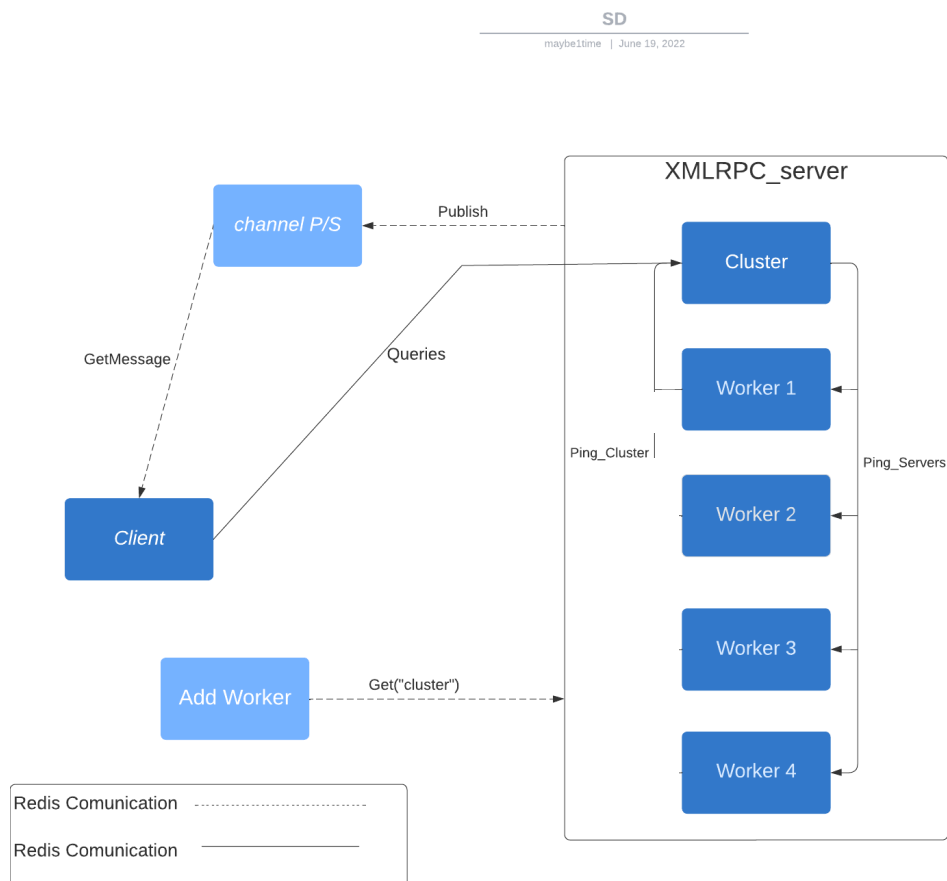 SD
maybe1time | June 19, 2022
XMLRPC_server
channel P/S
Publish
Cluster
GetMessage
Queries
Worker 1
Ping_Cluster
Ping_Servers
Client
Worker 2
Worker 3
Add Worker
Get("cluster")
Worker 4
Redis Comunication
Redis Comunication